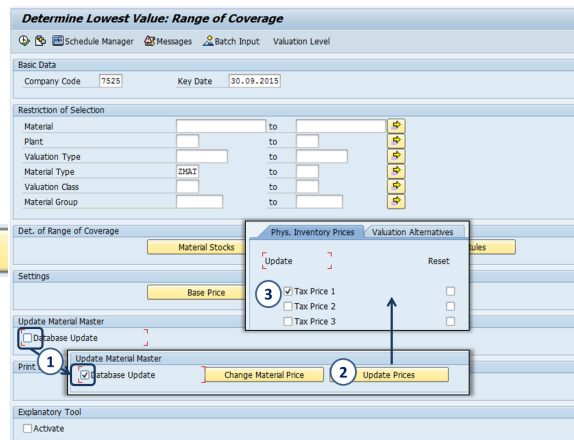 Determine Lowest Value: Range of Coverage
Schedule Manager Messages Batch Input Valuation Level
Basic Data
Company Code 7525 Key Date 30.09.2015
Restriction of Selection
Material to
Plant to
Valuation Type to
Material Type ZMAT to
Valuation Class to
Material Group to
Det. of Range of Coverage
Material Stocks
Phys. Inventory Prices Valuation Alternatives
Update Reset
3 Tax Price 1
Tax Price 2
Tax Price 3
Settings
Base Price
Update Material Master
Database Update
1
Update Material Master
Database Update Change Material Price 2 Update Prices
Print
Explanatory Tool
Activate